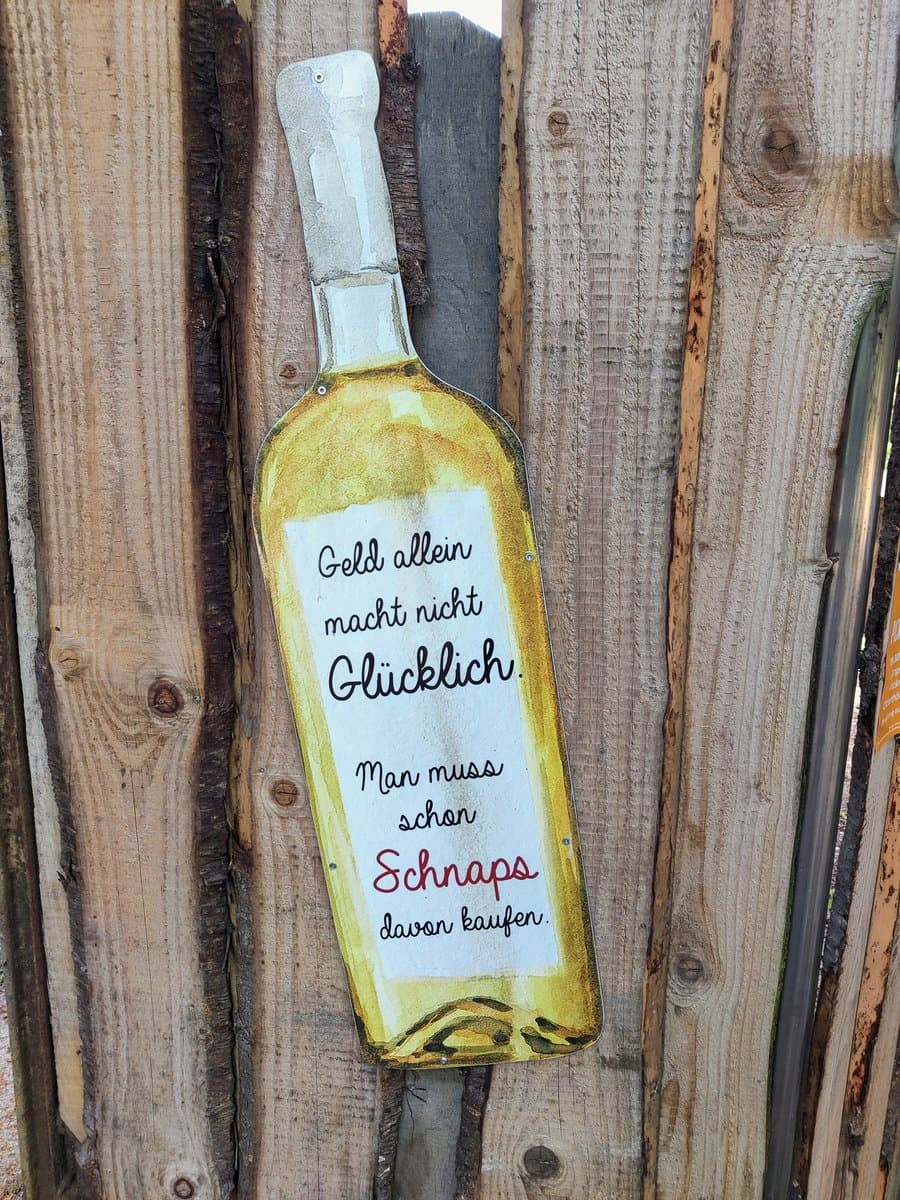 Geld allein
macht nicht
Glücklich.
Man muss
schon
Schnaps
davon kaufen.